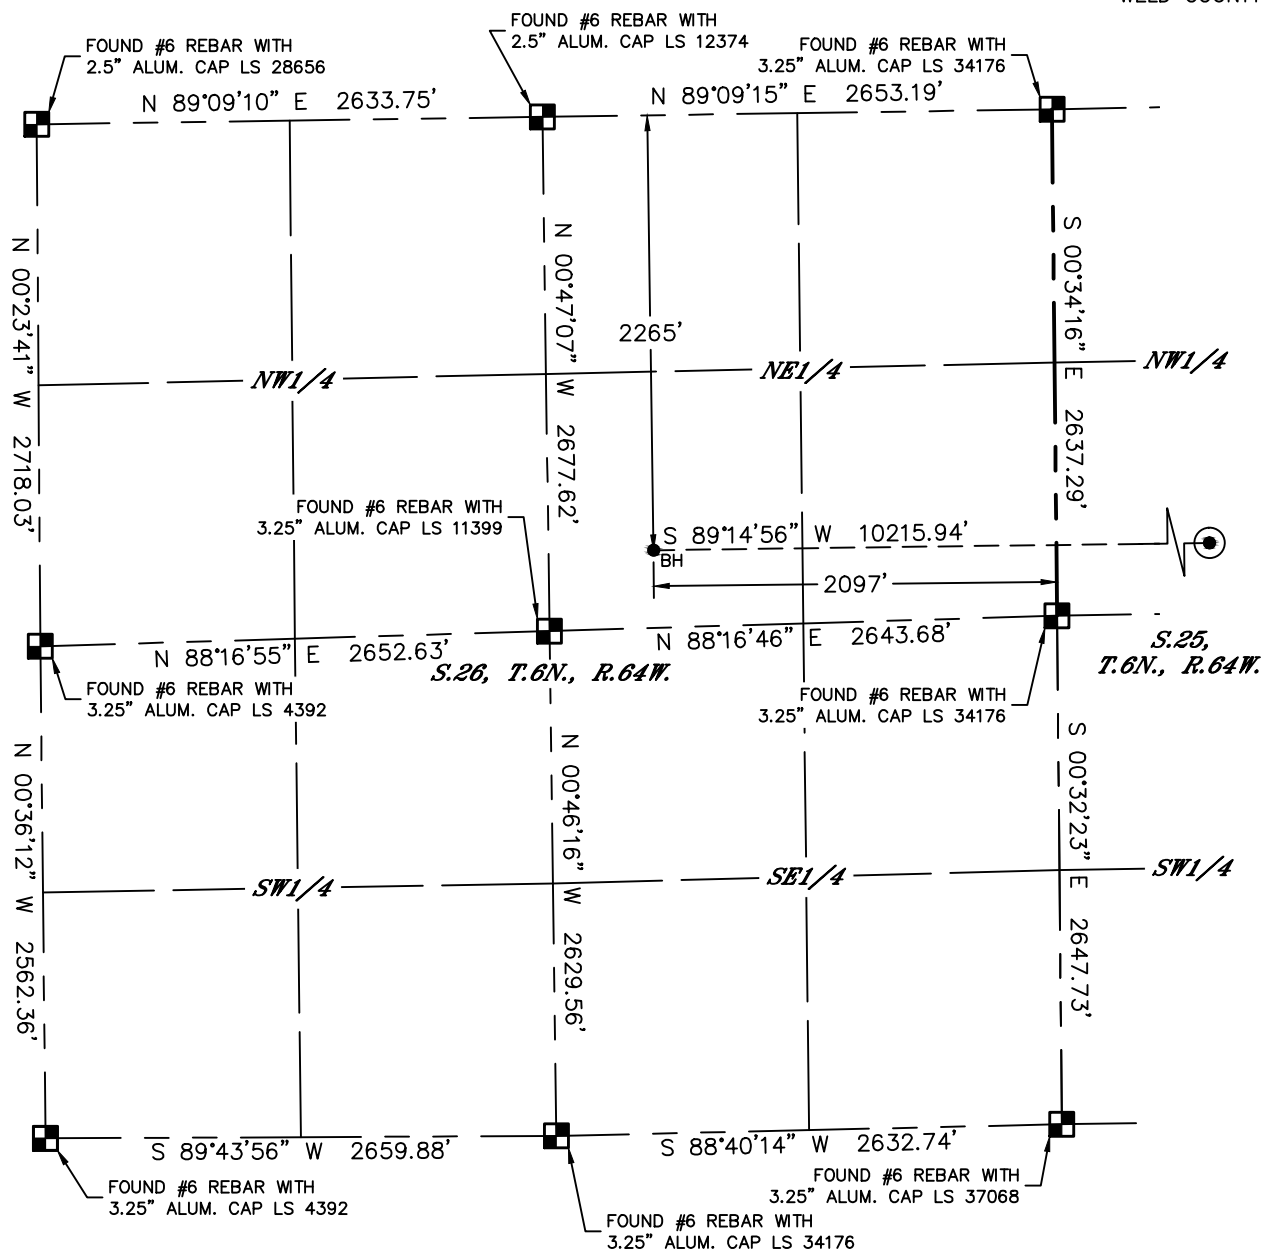 WELD COUNTY
FOUND #6 REBAR WITH
2.5" ALUM. CAP LS 28656
FOUND #6 REBAR WITH
2.5" ALUM. CAP LS 12374
FOUND #6 REBAR WITH
3.25" ALUM. CAP LS 34176
N 89°09'10" E 2633.75'
N 89°09'15" E 2653.19'
N 00°23'41" W 2718.03'
N 00°47'07" W 2677.62'
S 00°34'16" E 2637.29'
2265'
NW1/4
NE1/4
NW1/4
FOUND #6 REBAR WITH
3.25" ALUM. CAP LS 11399
S 89°14'56" W 10215.94'
BH
2097'
N 88°16'55" E 2652.63'
N 88°16'46" E 2643.68'
S.26, T.6N., R.64W.
S.25,
T.6N., R.64W.
FOUND #6 REBAR WITH
3.25" ALUM. CAP LS 4392
FOUND #6 REBAR WITH
3.25" ALUM. CAP LS 34176
N 00°36'12" W 2562.36'
N 00°46'16" W 2629.56'
S 00°32'23" E 2647.73'
SW1/4
SE1/4
SW1/4
S 89°43'56" W 2659.88'
S 88°40'14" W 2632.74'
FOUND #6 REBAR WITH
3.25" ALUM. CAP LS 4392
FOUND #6 REBAR WITH
3.25" ALUM. CAP LS 37068
FOUND #6 REBAR WITH
3.25" ALUM. CAP LS 34176